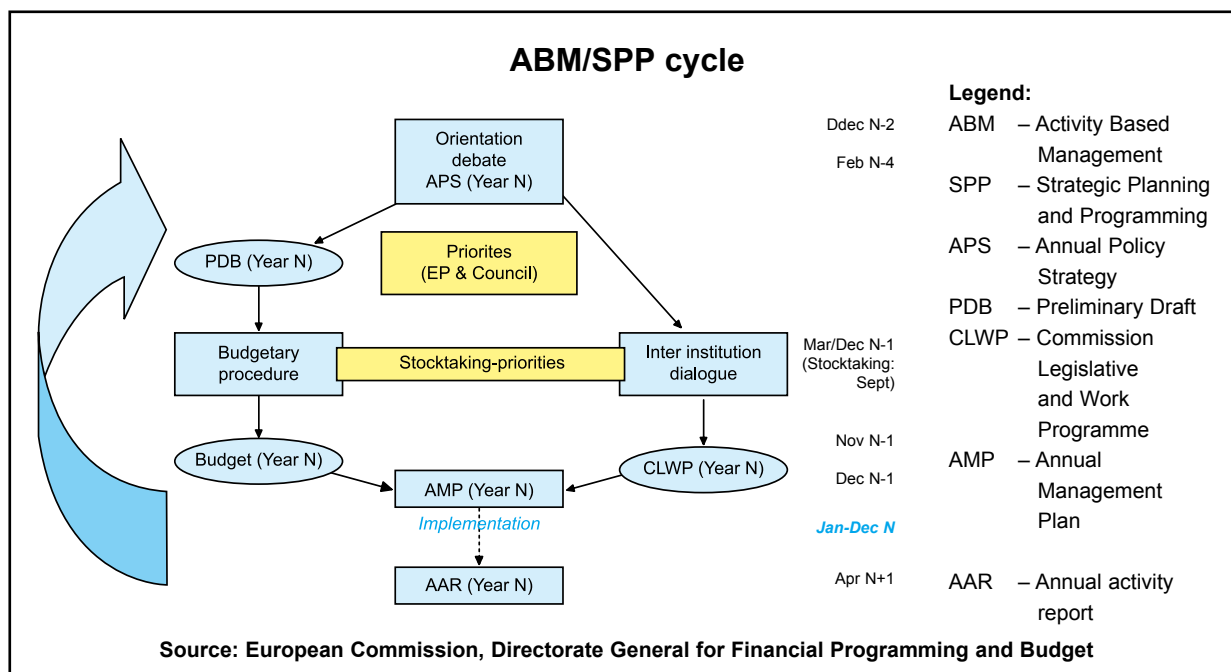 ABM/SPP cycle
Orientation
debate
APS (Year N)
PDB (Year N)
Priorites
(EP & Council)
Budgetary
procedure
Stocktaking-priorities
Inter institution
dialogue
Budget (Year N)
CLWP (Year N)
AMP (Year N)
Implementation
AAR (Year N)
Ddec N-2
Feb N-4
Mar/Dec N-1
(Stocktaking:
Sept)
Nov N-1
Dec N-1
Jan-Dec N
Apr N+1
Legend:
ABM – Activity Based
Management
SPP – Strategic Planning
and Programming
APS – Annual Policy
Strategy
PDB – Preliminary Draft
CLWP – Commission
Legislative
and Work
Programme
AMP – Annual
Management
Plan
AAR – Annual activity
report
Source: European Commission, Directorate General for Financial Programming and Budget